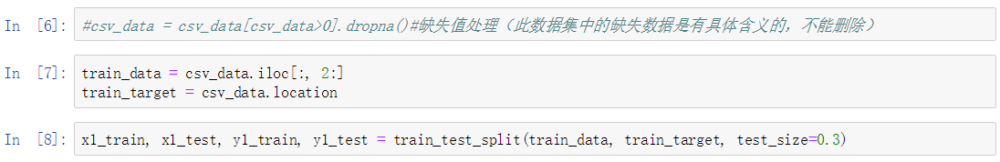 In [6]: #csv_data = csv_data[csv_data>0].dropna()#缺失值处理（此数据集中的缺失数据是有具体含义的，不能删除）
In [7]: train_data = csv_data.iloc[:, 2:]
train_target = csv_data.location
In [8]: x1_train, x1_test, y1_train, y1_test = train_test_split(train_data, train_target, test_size=0.3)